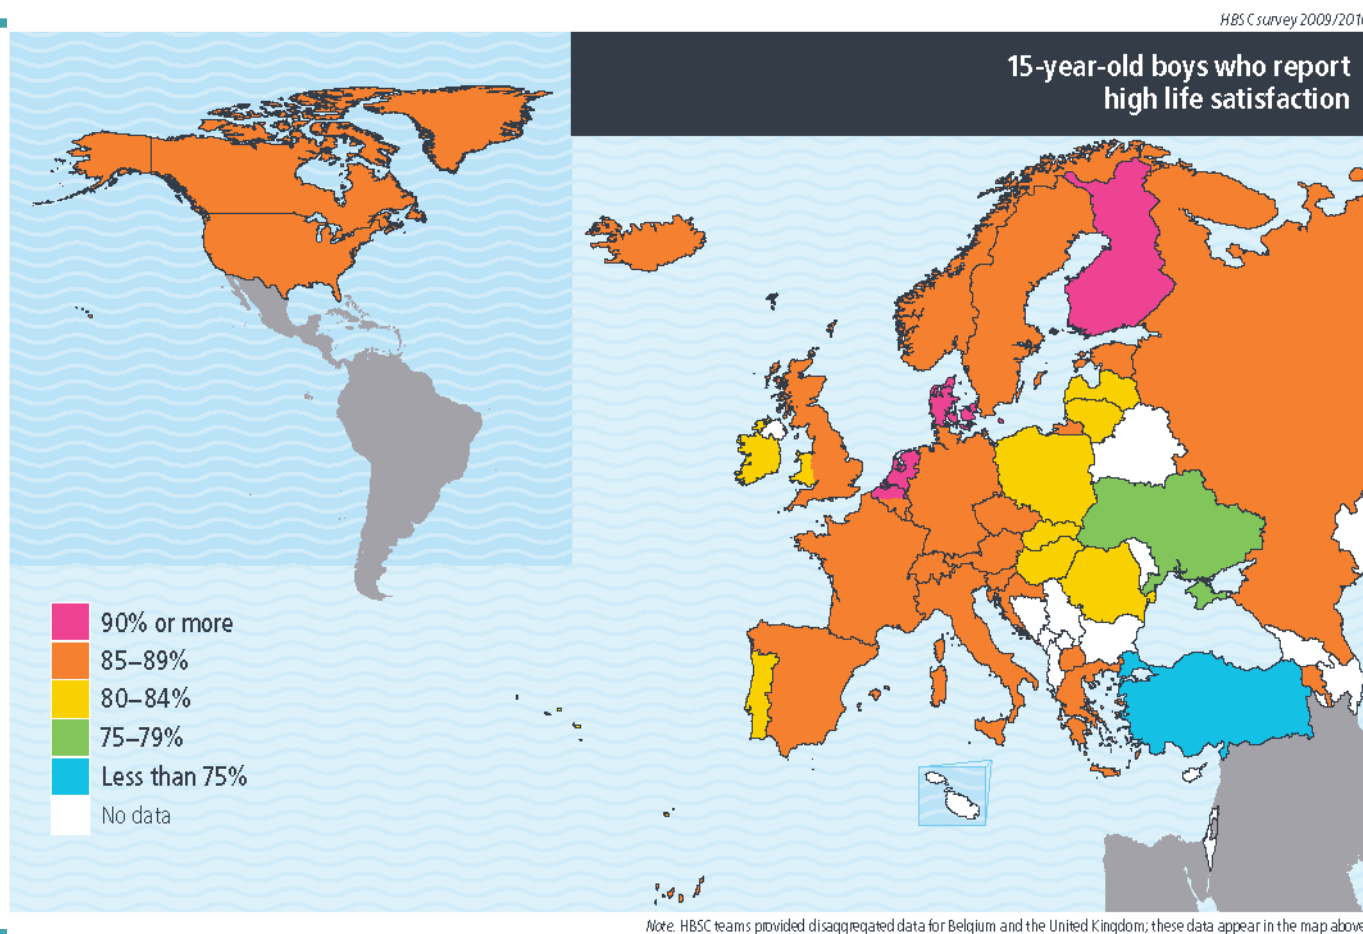 HBSC survey 2009/2010
15-year-old boys who report
high life satisfaction
90% or more
85–89%
80–84%
75–79%
Less than 75%
No data
Note. HBSC teams provided disaggregated data for Belgium and the United Kingdom; these data appear in the map above